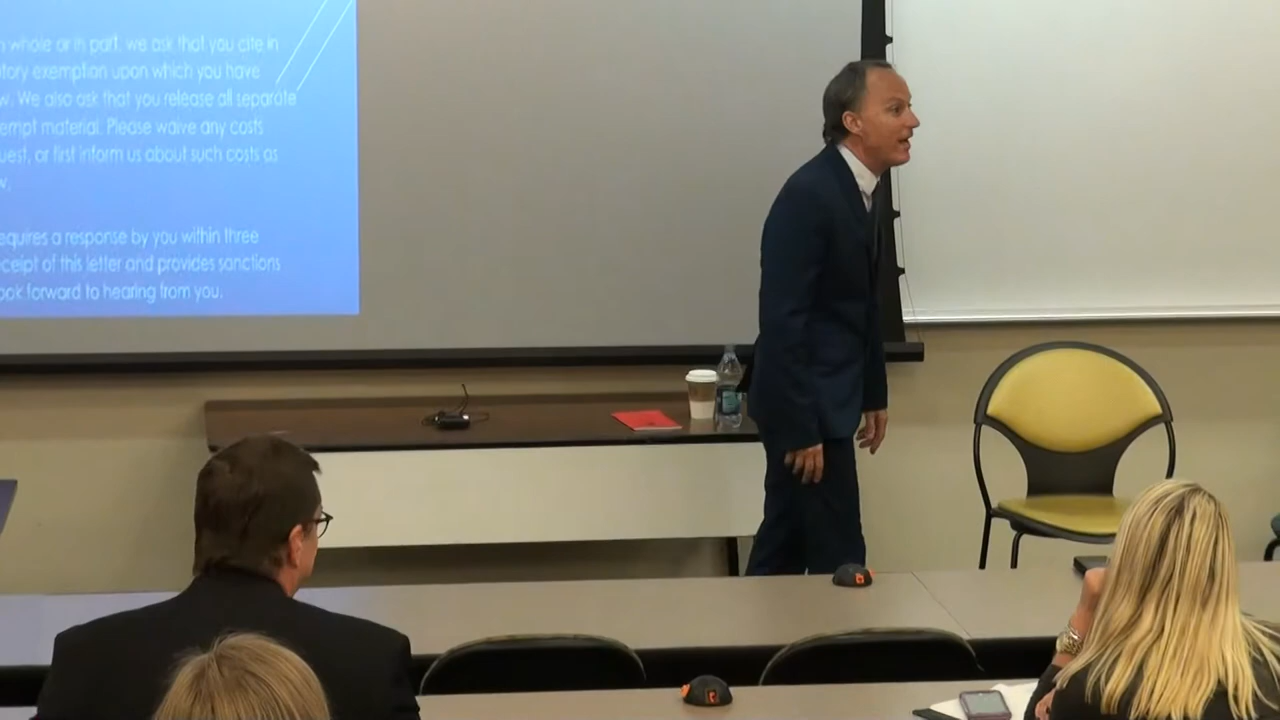 whole or in part, we ask that you cite in
tory exemption upon which you have
w. We also ask that you release all separate
empt material. Please waive any costs
uest, or first inform us about such costs as
w.
equires a response by you within three
ceipt of this letter and provides sanctions
ook forward to hearing from you.